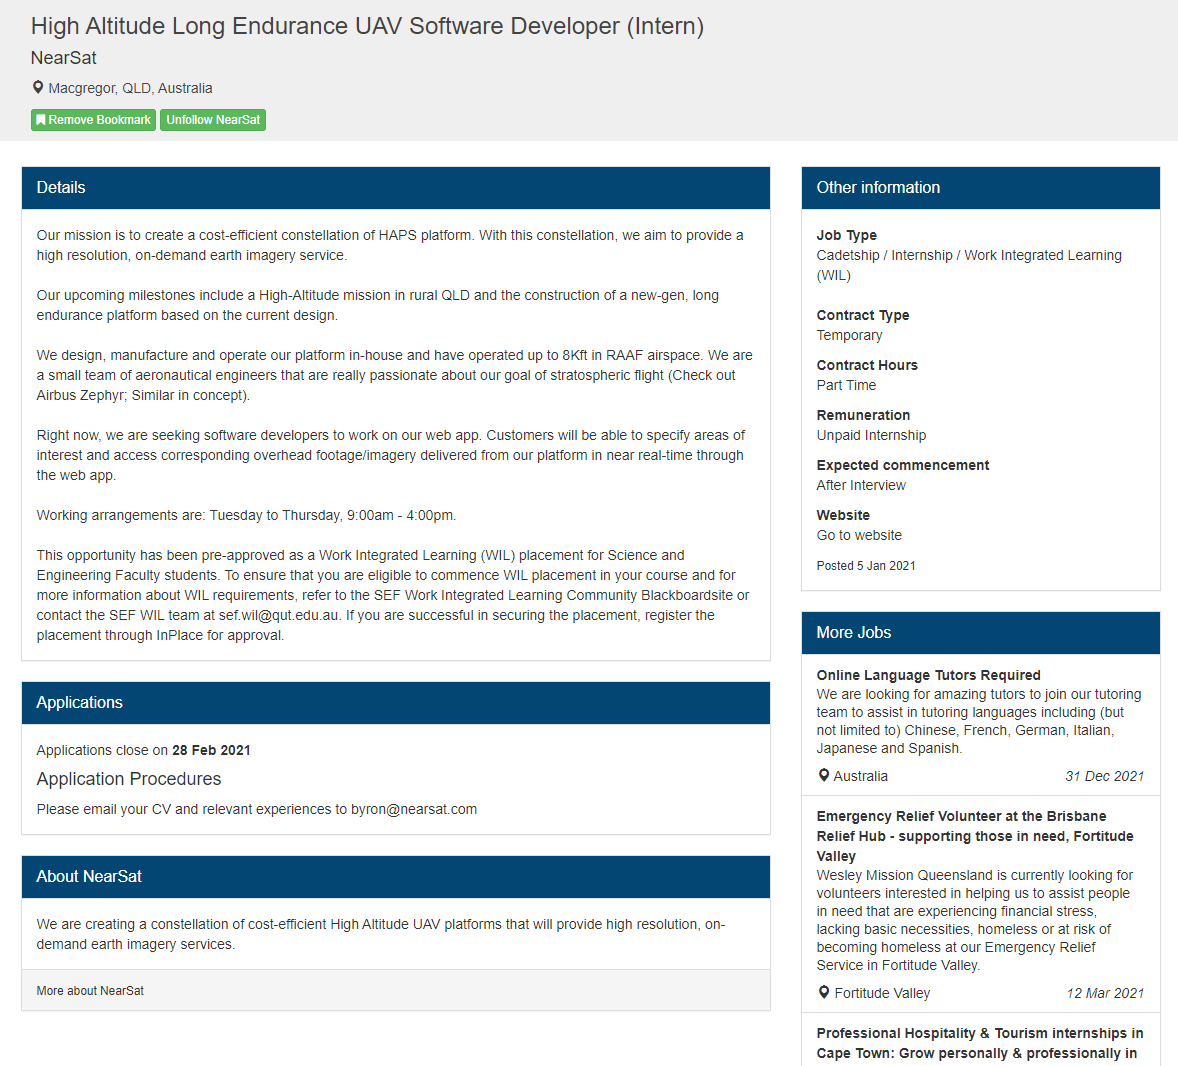 High Altitude Long Endurance UAV Software Developer (Intern)
NearSat
Macgregor, QLD, Australia
Remove Bookmark
Unfollow NearSat
Details
Our mission is to create a cost-efficient constellation of HAPS platform. With this constellation, we aim to provide a
high resolution, on-demand earth imagery service.
Our upcoming milestones include a High-Altitude mission in rural QLD and the construction of a new-gen, long
endurance platform based on the current design.
We design, manufacture and operate our platform in-house and have operated up to 8Kft in RAAF airspace. We are
a small team of aeronautical engineers that are really passionate about our goal of stratospheric flight (Check out
Airbus Zephyr; Similar in concept).
Right now, we are seeking software developers to work on our web app. Customers will be able to specify areas of
interest and access corresponding overhead footage/imagery delivered from our platform in near real-time through
the web app.
Working arrangements are: Tuesday to Thursday, 9:00am - 4:00pm.
This opportunity has been pre-approved as a Work Integrated Learning (WIL) placement for Science and
Engineering Faculty students. To ensure that you are eligible to commence WIL placement in your course and for
more information about WIL requirements, refer to the SEF Work Integrated Learning Community Blackboardsite or
contact the SEF WIL team at sef.wil@qut.edu.au. If you are successful in securing the placement, register the
placement through InPlace for approval.
Applications
Applications close on 28 Feb 2021
Application Procedures
Please email your CV and relevant experiences to byron@nearsat.com
About NearSat
We are creating a constellation of cost-efficient High Altitude UAV platforms that will provide high resolution, on-
demand earth imagery services.
More about NearSat
Other information
Job Type
Cadetship / Internship / Work Integrated Learning
(WIL)
Contract Type
Temporary
Contract Hours
Part Time
Remuneration
Unpaid Internship
Expected commencement
After Interview
Website
Go to website
Posted 5 Jan 2021
More Jobs
Online Language Tutors Required
We are looking for amazing tutors to join our tutoring
team to assist in tutoring languages including (but
not limited to) Chinese, French, German, Italian,
Japanese and Spanish.
Australia
31 Dec 2021
Emergency Relief Volunteer at the Brisbane
Relief Hub - supporting those in need, Fortitude
Valley
Wesley Mission Queensland is currently looking for
volunteers interested in helping us to assist people
in need that are experiencing financial stress,
lacking basic necessities, homeless or at risk of
becoming homeless at our Emergency Relief
Service in Fortitude Valley.
Fortitude Valley
12 Mar 2021
Professional Hospitality & Tourism internships in
Cape Town: Grow personally & professionally in